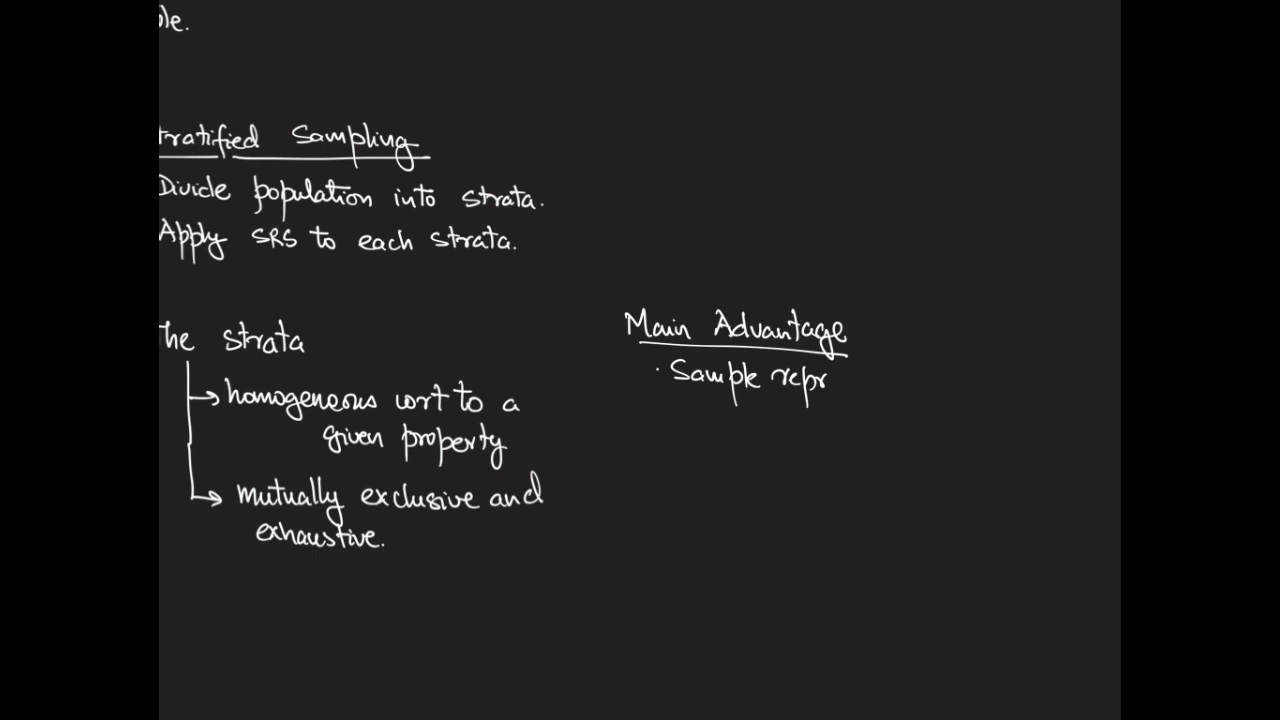 ple.
tratified Sampling
Divide population into strata.
Apply SRS to each strata.
he strata
homogeneous wrt to a
given property
mutually exclusive and
exhaustive.
Main Advantage
· Sample repr